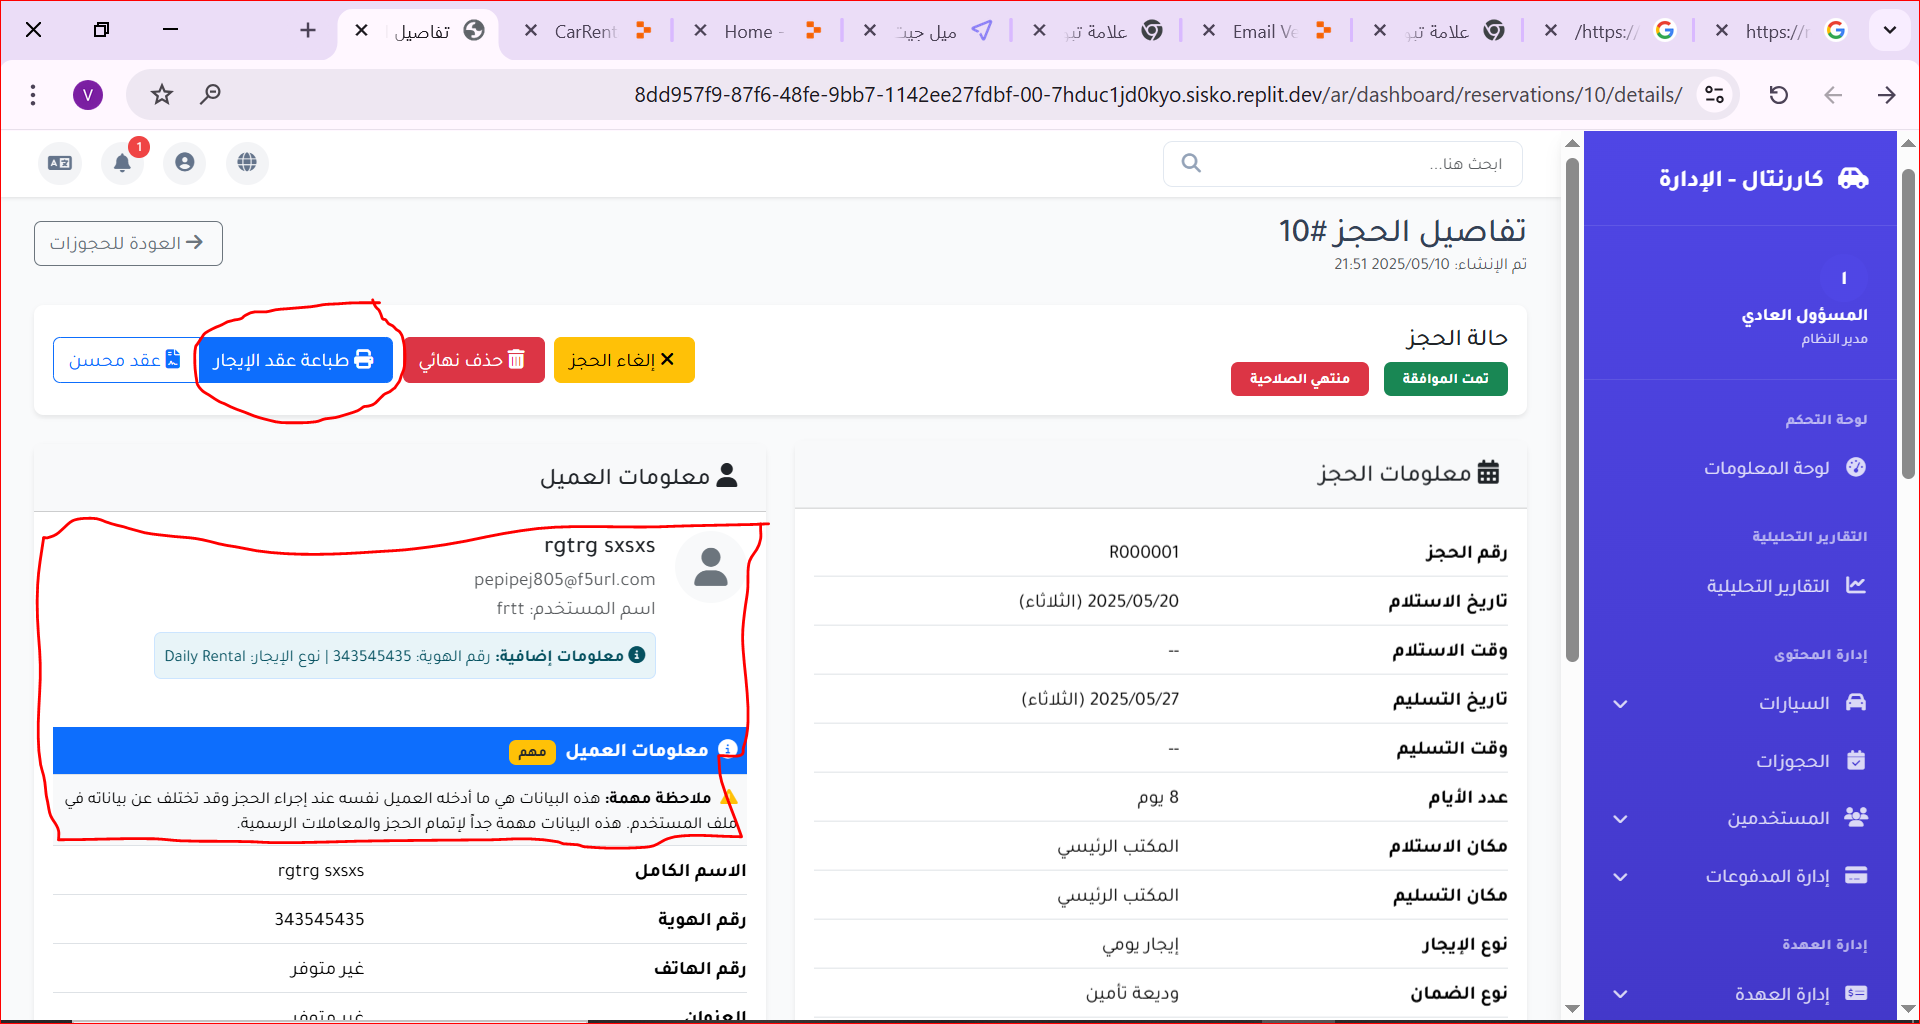 تفاصيل
CarRent
Home -
ميل جيت
علامة تبو
Email Ve
علامة تبو
https://
https://r
V
8dd957f9-87f6-48fe-9bb7-1142ee27fdbf-00-7hduc1jd0kyo.sisko.replit.dev/ar/dashboard/reservations/10/details/
كاررنتال - الإدارة
ا
المسؤول العادي
مدير النظام
لوحة التحكم
لوحة المعلومات
التقارير التحليلية
التقارير التحليلية
إدارة المحتوى
السيارات
الحجوزات
المستخدمين
إدارة المدفوعات
إدارة العهدة
إدارة العهدة
ابحث هنا...
1
تفاصيل الحجز #10
تم الإنشاء: 2025/05/10 21:51
العودة للحجوزات
حالة الحجز
تمت الموافقة
منتهي الصلاحية
إلغاء الحجز
حذف نهائي
طباعة عقد الإيجار
عقد محسن
معلومات الحجز
رقم الحجز R000001
تاريخ الاستلام 2025/05/20 (الثلاثاء)
وقت الاستلام --
تاريخ التسليم 2025/05/27 (الثلاثاء)
وقت التسليم --
عدد الأيام 8 يوم
مكان الاستلام المكتب الرئيسي
مكان التسليم المكتب الرئيسي
نوع الإيجار إيجار يومي
نوع الضمان وديعة تأمين
معلومات العميل
rgtrg sxsxs
pepipej805@f5url.com
اسم المستخدم: frtt
معلومات إضافية: رقم الهوية: 343545435 | نوع الإيجار: Daily Rental
معلومات العميل مهم
ملاحظة مهمة: هذه البيانات هي ما أدخله العميل نفسه عند إجراء الحجز وقد تختلف عن بياناته في
ملف المستخدم. هذه البيانات مهمة جداً لإتمام الحجز والمعاملات الرسمية.
الاسم الكامل rgtrg sxsxs
رقم الهوية 343545435
رقم الهاتف غير متوفر
العنوان غير متوفر